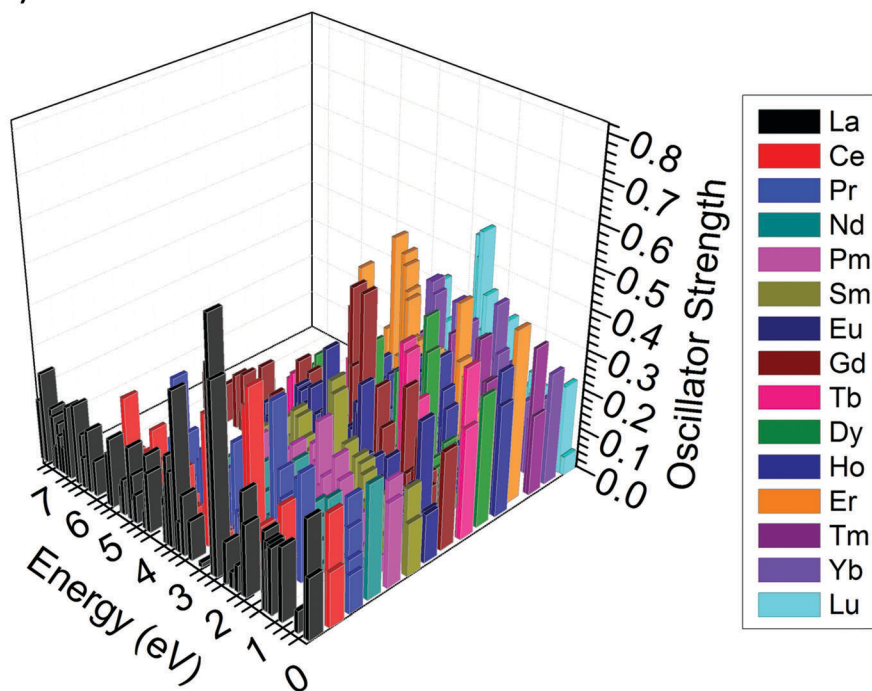 0.8
0.7
0.6
0.5
0.4
0.3
0.2
0.1
0.0
Oscillator Strength
7
6
5
4
3
2
1
0
Energy (eV)
La
Ce
Pr
Nd
Pm
Sm
Eu
Gd
Tb
Dy
Ho
Er
Tm
Yb
Lu